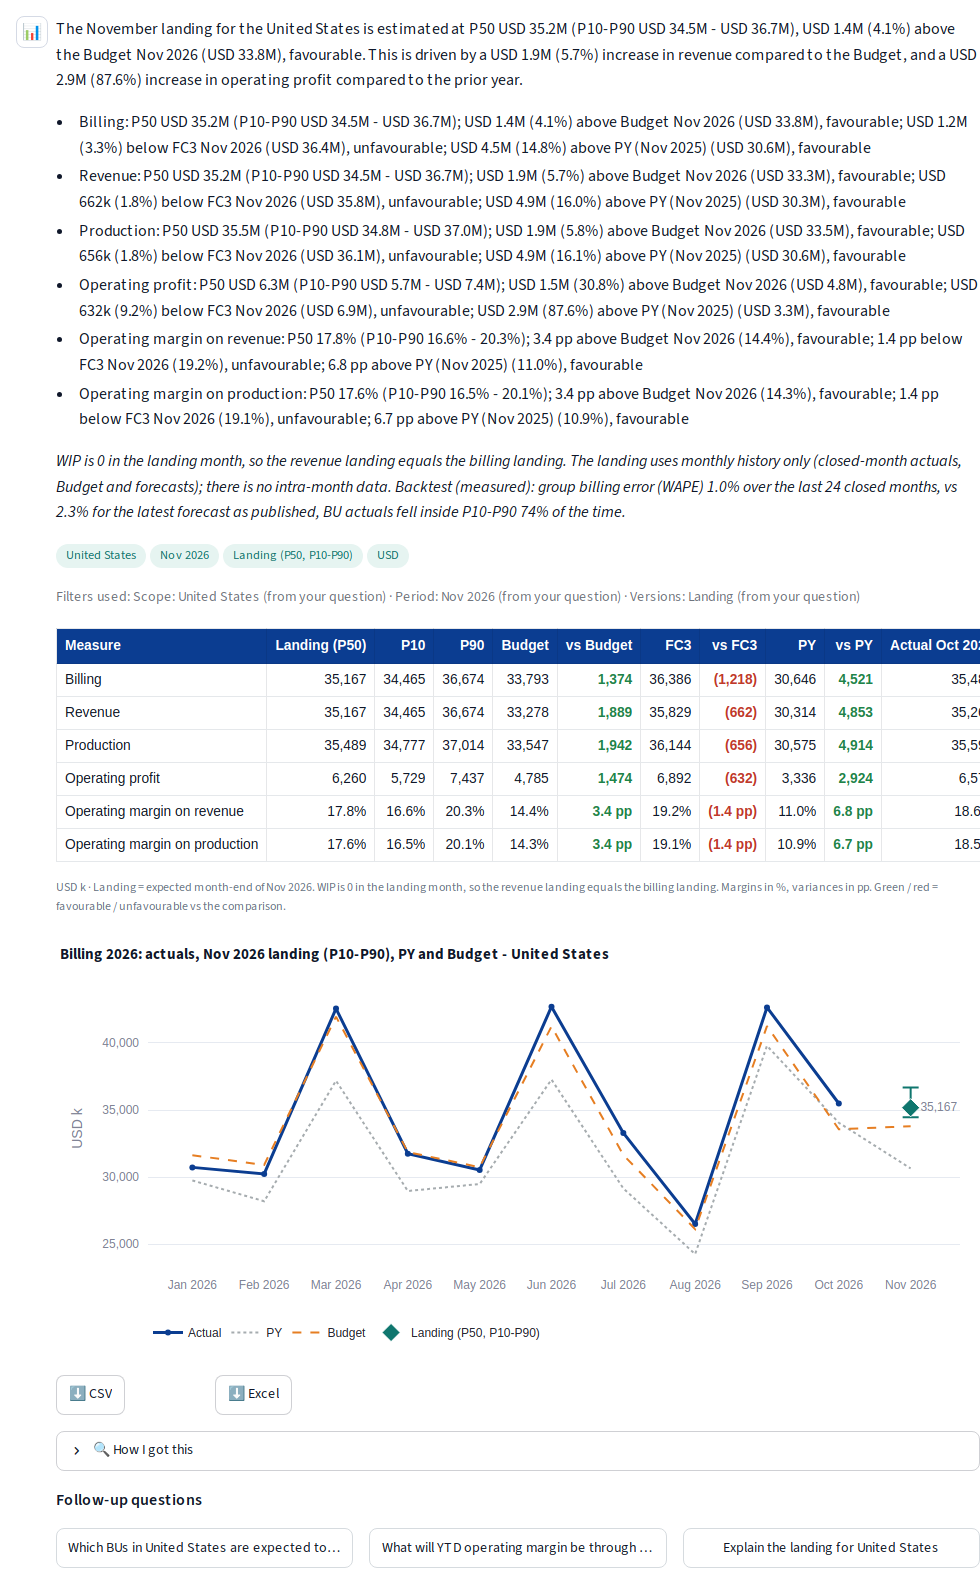 The November landing for the United States is estimated at P50 USD 35.2M (P10-P90 USD 34.5M - USD 36.7M), USD 1.4M (4.1%) above
the Budget Nov 2026 (USD 33.8M), favourable. This is driven by a USD 1.9M (5.7%) increase in revenue compared to the Budget, and a USD
2.9M (87.6%) increase in operating profit compared to the prior year.
• Billing: P50 USD 35.2M (P10-P90 USD 34.5M - USD 36.7M); USD 1.4M (4.1%) above Budget Nov 2026 (USD 33.8M), favourable; USD 1.2M
(3.3%) below FC3 Nov 2026 (USD 36.4M), unfavourable; USD 4.5M (14.8%) above PY (Nov 2025) (USD 30.6M), favourable
• Revenue: P50 USD 35.2M (P10-P90 USD 34.5M - USD 36.7M); USD 1.9M (5.7%) above Budget Nov 2026 (USD 33.3M), favourable; USD
662k (1.8%) below FC3 Nov 2026 (USD 35.8M), unfavourable; USD 4.9M (16.0%) above PY (Nov 2025) (USD 30.3M), favourable
• Production: P50 USD 35.5M (P10-P90 USD 34.8M - USD 37.0M); USD 1.9M (5.8%) above Budget Nov 2026 (USD 33.5M), favourable; USD
656k (1.8%) below FC3 Nov 2026 (USD 36.1M), unfavourable; USD 4.9M (16.1%) above PY (Nov 2025) (USD 30.6M), favourable
• Operating profit: P50 USD 6.3M (P10-P90 USD 5.7M - USD 7.4M); USD 1.5M (30.8%) above Budget Nov 2026 (USD 4.8M), favourable; USD
632k (9.2%) below FC3 Nov 2026 (USD 6.9M), unfavourable; USD 2.9M (87.6%) above PY (Nov 2025) (USD 3.3M), favourable
• Operating margin on revenue: P50 17.8% (P10-P90 16.6% - 20.3%); 3.4 pp above Budget Nov 2026 (14.4%), favourable; 1.4 pp below
FC3 Nov 2026 (19.2%), unfavourable; 6.8 pp above PY (Nov 2025) (11.0%), favourable
• Operating margin on production: P50 17.6% (P10-P90 16.5% - 20.1%); 3.4 pp above Budget Nov 2026 (14.3%), favourable; 1.4 pp
below FC3 Nov 2026 (19.1%), unfavourable; 6.7 pp above PY (Nov 2025) (10.9%), favourable
WIP is 0 in the landing month, so the revenue landing equals the billing landing. The landing uses monthly history only (closed-month actuals,
Budget and forecasts); there is no intra-month data. Backtest (measured): group billing error (WAPE) 1.0% over the last 24 closed months, vs
2.3% for the latest forecast as published, BU actuals fell inside P10-P90 74% of the time.
United States Nov 2026 Landing (P50, P10-P90) USD
Filters used: Scope: United States (from your question) · Period: Nov 2026 (from your question) · Versions: Landing (from your question)
Measure Landing (P50) P10 P90 Budget vs Budget FC3 vs FC3 PY vs PY Actual Oct 202
Billing 35,167 34,465 36,674 33,793 1,374 36,386 (1,218) 30,646 4,521 35,48
Revenue 35,167 34,465 36,674 33,278 1,889 35,829 (662) 30,314 4,853 35,26
Production 35,489 34,777 37,014 33,547 1,942 36,144 (656) 30,575 4,914 35,59
Operating profit 6,260 5,729 7,437 4,785 1,474 6,892 (632) 3,336 2,924 6,57
Operating margin on revenue 17.8% 16.6% 20.3% 14.4% 3.4 pp 19.2% (1.4 pp) 11.0% 6.8 pp 18.6
Operating margin on production 17.6% 16.5% 20.1% 14.3% 3.4 pp 19.1% (1.4 pp) 10.9% 6.7 pp 18.5
USD k · Landing = expected month-end of Nov 2026. WIP is 0 in the landing month, so the revenue landing equals the billing landing. Margins in %, variances in pp. Green / red =
favourable / unfavourable vs the comparison.
Billing 2026: actuals, Nov 2026 landing (P10-P90), PY and Budget - United States
40,000
35,000
30,000
25,000
USD k
35,167
Jan 2026 Feb 2026 Mar 2026 Apr 2026 May 2026 Jun 2026 Jul 2026 Aug 2026 Sep 2026 Oct 2026 Nov 2026
Actual PY Budget Landing (P50, P10-P90)
CSV Excel
How I got this
Follow-up questions
Which BUs in United States are expected to… What will YTD operating margin be through … Explain the landing for United States